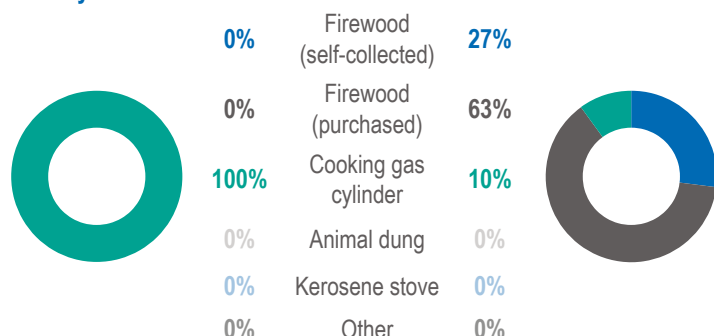 0% Firewood (self-collected) 27%
0% Firewood (purchased) 63%
100% Cooking gas cylinder 10%
0% Animal dung 0%
0% Kerosene stove 0%
0% Other 0%